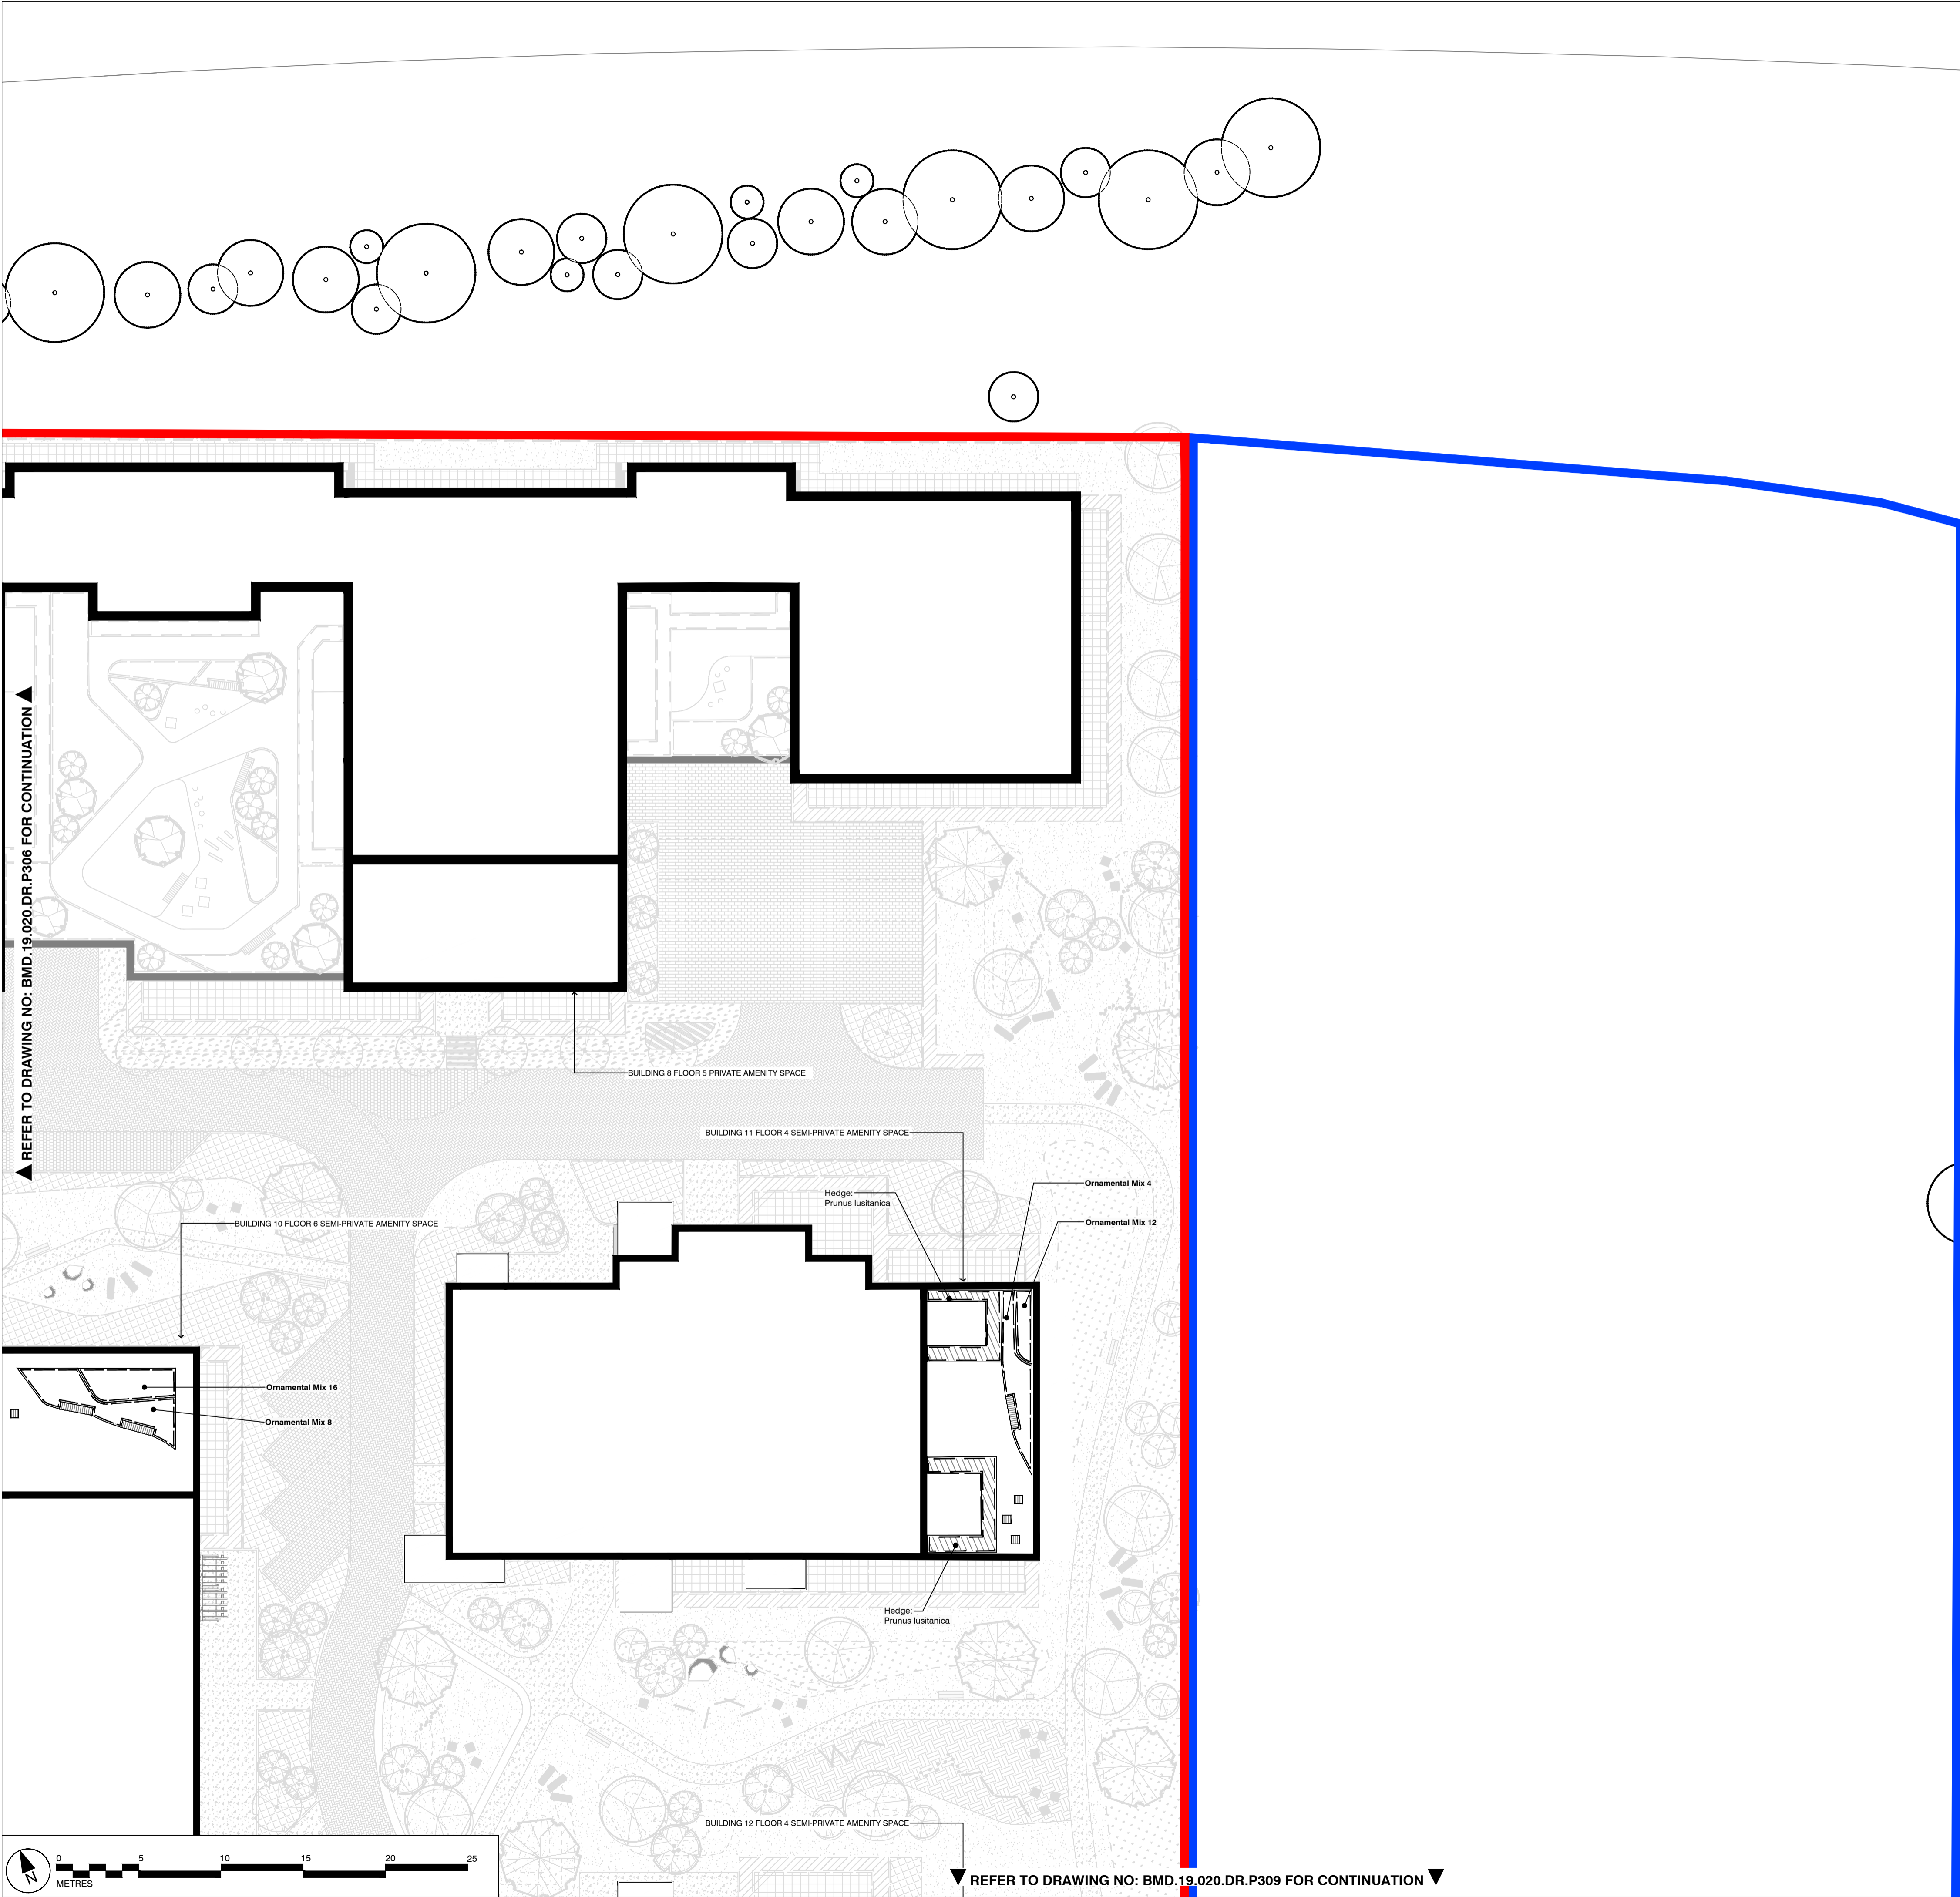 REFER TO DRAWING NO: BMD.19.020.DR.P306 FOR CONTINUATION
BUILDING 8 FLOOR 5 PRIVATE AMENITY SPACE
BUILDING 11 FLOOR 4 SEMI-PRIVATE AMENITY SPACE
Ornamental Mix 4
Hedge:
Prunus lusitanica
Ornamental Mix 12
BUILDING 10 FLOOR 6 SEMI-PRIVATE AMENITY SPACE
Ornamental Mix 16
Ornamental Mix 8
Hedge:
Prunus lusitanica
BUILDING 12 FLOOR 4 SEMI-PRIVATE AMENITY SPACE
N
0 5 10 15 20 25
METRES
REFER TO DRAWING NO: BMD.19.020.DR.P309 FOR CONTINUATION